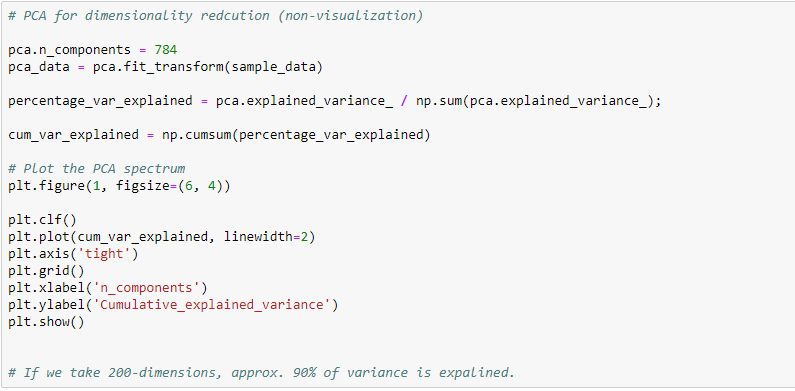 # PCA for dimensionality redcution (non-visualization)
pca.n_components = 784
pca_data = pca.fit_transform(sample_data)
percentage_var_explained = pca.explained_variance_ / np.sum(pca.explained_variance_);
cum_var_explained = np.cumsum(percentage_var_explained)
# Plot the PCA spectrum
plt.figure(1, figsize=(6, 4))
plt.clf()
plt.plot(cum_var_explained, linewidth=2)
plt.axis('tight')
plt.grid()
plt.xlabel('n_components')
plt.ylabel('Cumulative_explained_variance')
plt.show()
# If we take 200-dimensions, approx. 90% of variance is expalined.